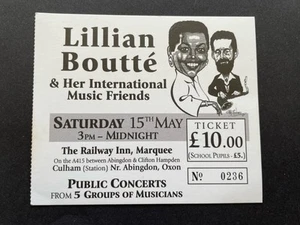 Lillian
Boutté
& Her International
Music Friends
SATURDAY 15TH MAY
3PM – MIDNIGHT
The Railway Inn, Marquee
On the A415 between Abingdon & Clifton Hampden
Culham (Station) Nr. Abingdon, Oxon
PUBLIC CONCERTS
FROM 5 GROUPS OF MUSICIANS
TICKET
£10.00
(SCHOOL PUPILS - £5.)
No 0236